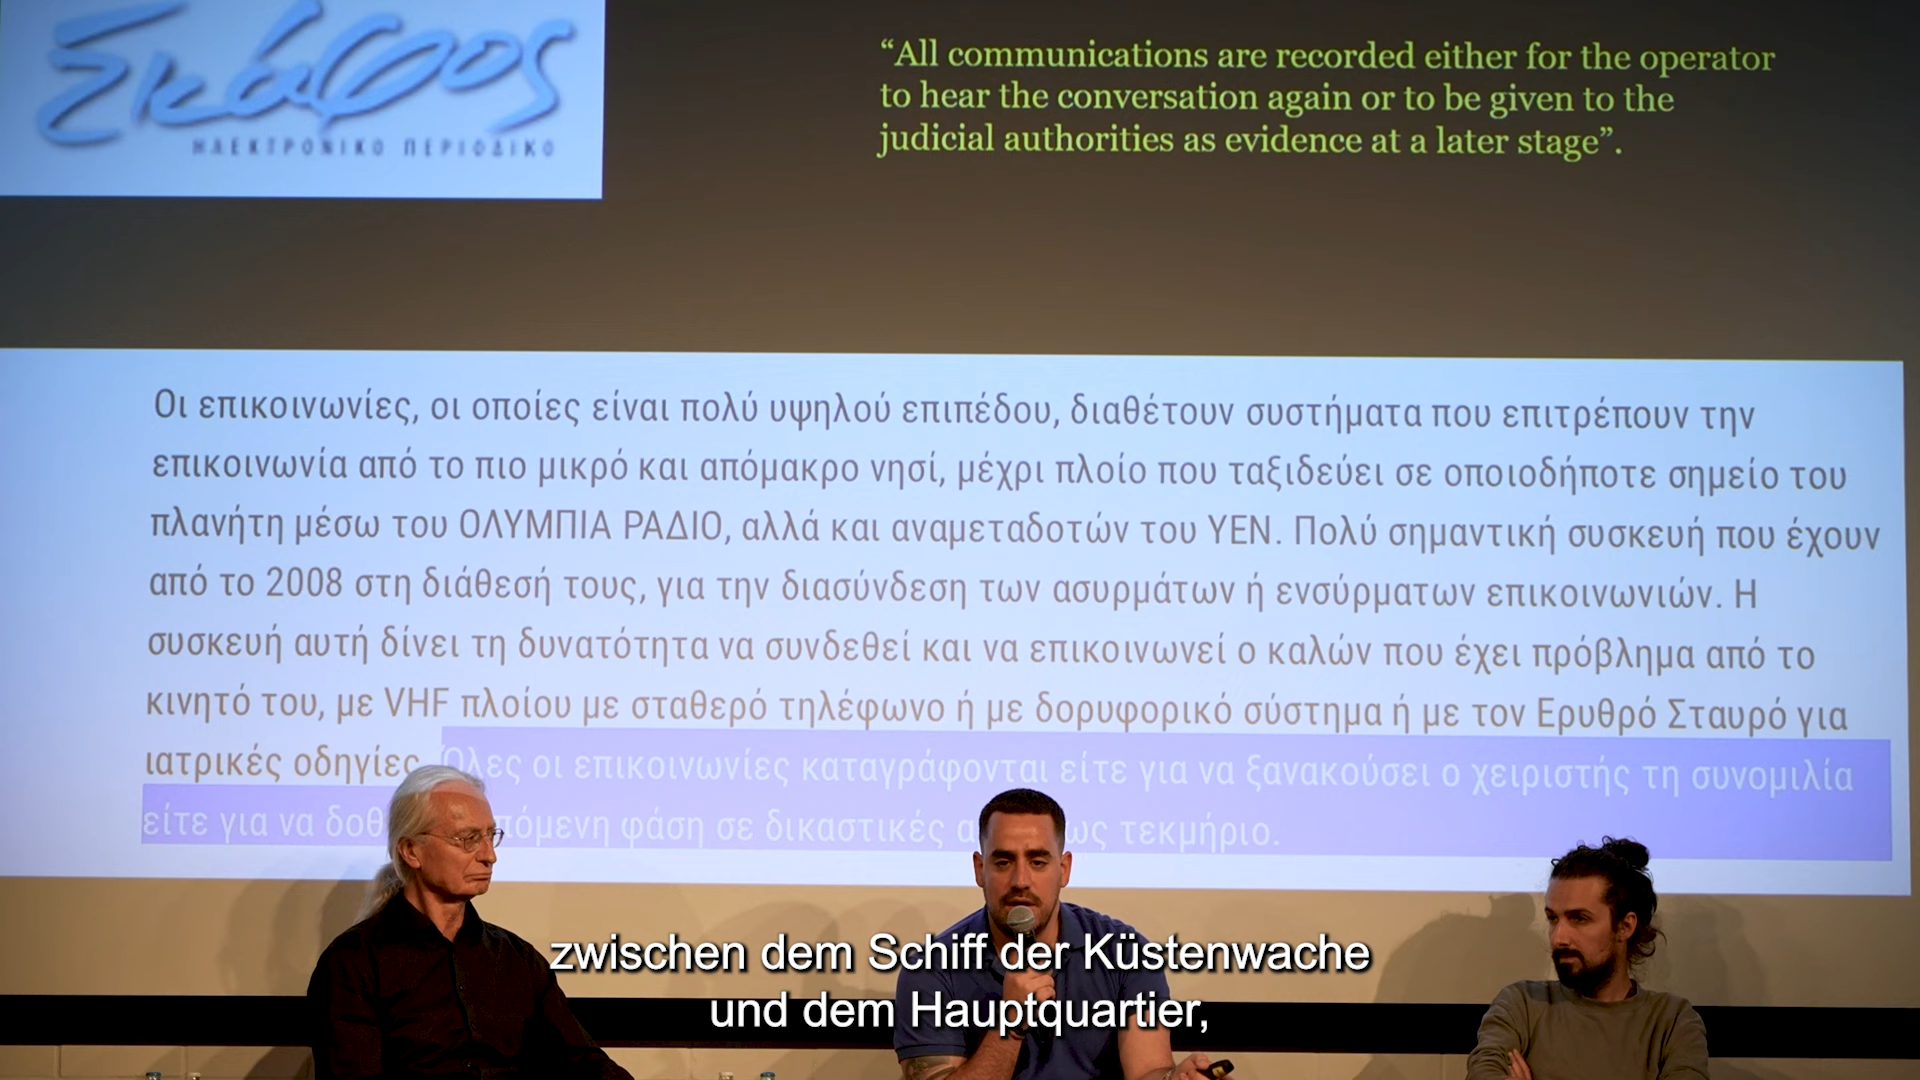 Σκάφος
ΗΛΕΚΤΡΟΝΙΚΟ ΠΕΡΙΟΔΙΚΟ
“All communications are recorded either for the operator
to hear the conversation again or to be given to the
judicial authorities as evidence at a later stage”.
Οι επικοινωνίες, οι οποίες είναι πολύ υψηλού επιπέδου, διαθέτουν συστήματα που επιτρέπουν την
επικοινωνία από το πιο μικρό και απόμακρο νησί, μέχρι πλοίο που ταξιδεύει σε οποιοδήποτε σημείο του
πλανήτη μέσω του ΟΛΥΜΠΙΑ ΡΑΔΙΟ, αλλά και αναμεταδοτών του ΥΕΝ. Πολύ σημαντική συσκευή που έχουν
από το 2008 στη διάθεσή τους, για την διασύνδεση των ασυρμάτων ή ενσύρματων επικοινωνιών. Η
συσκευή αυτή δίνει τη δυνατότητα να συνδεθεί και να επικοινωνεί ο καλών που έχει πρόβλημα από το
κινητό του, με VHF πλοίου με σταθερό τηλέφωνο ή με δορυφορικό σύστημα ή με τον Ερυθρό Σταυρό για
ιατρικές οδηγίες. Όλες οι επικοινωνίες καταγράφονται είτε για να ξανακούσει ο χειριστής τη συνομιλία
είτε για να φάση σε δικαστικές τεκμήριο.
zwischen dem Schiff der Küstenwache
und dem Hauptquartier,